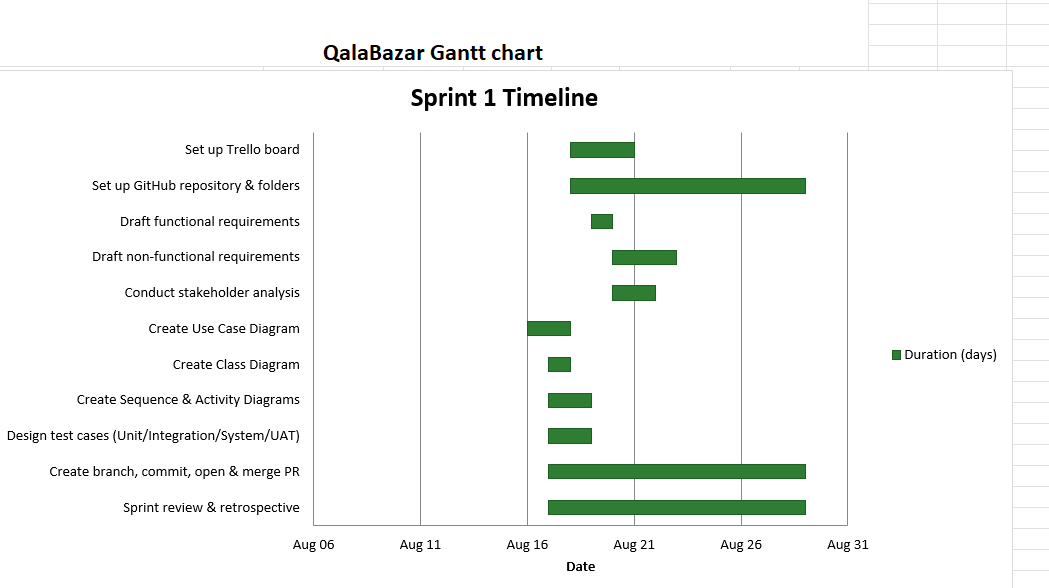 QalaBazar Gantt chart
Sprint 1 Timeline
Set up Trello board
Set up GitHub repository & folders
Draft functional requirements
Draft non-functional requirements
Conduct stakeholder analysis
Create Use Case Diagram
Create Class Diagram
Create Sequence & Activity Diagrams
Design test cases (Unit/Integration/System/UAT)
Create branch, commit, open & merge PR
Sprint review & retrospective
Duration (days)
Aug 06 Aug 11 Aug 16 Aug 21 Aug 26 Aug 31
Date